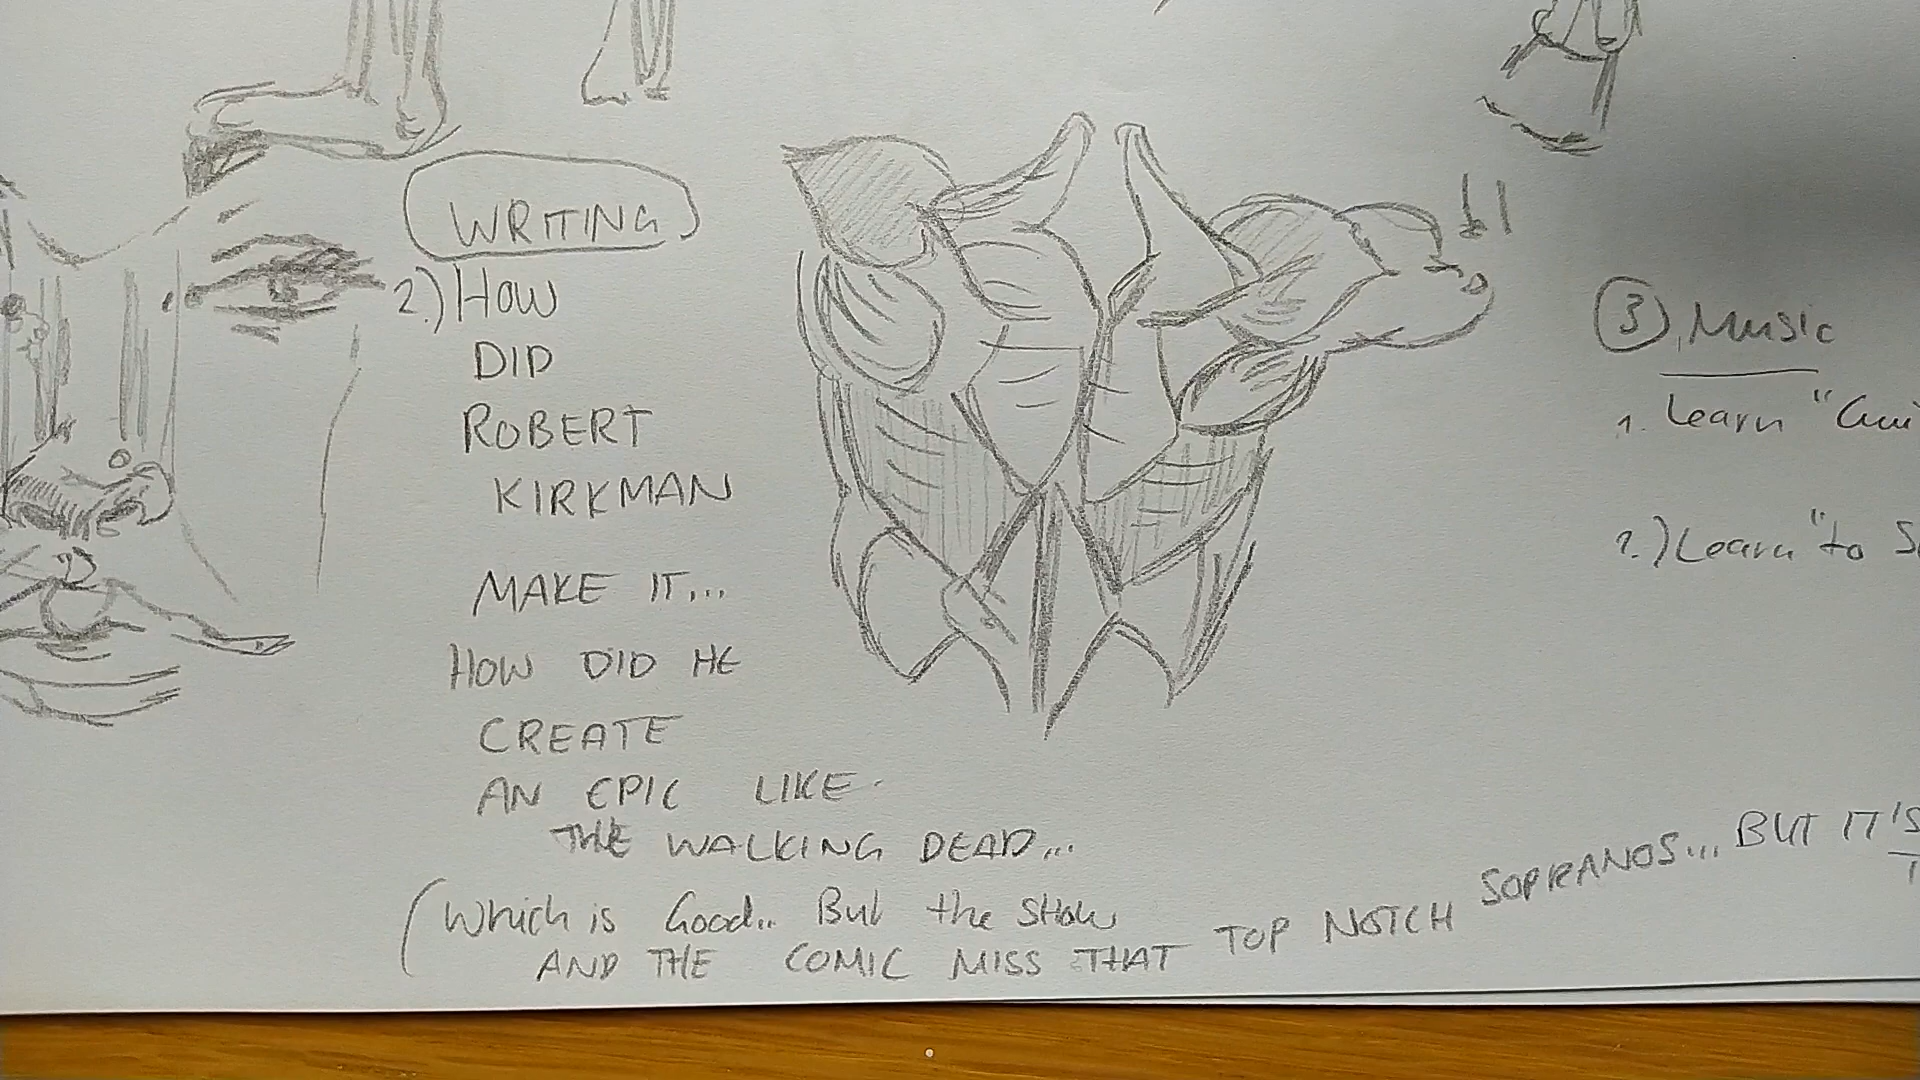 WRITING
2.) HOW
DID
ROBERT
KIRKMAN
MAKE IT...
HOW DID HE
CREATE
AN EPIC LIKE
THE WALKING DEAD...
(Which is Good.. But the Show
AND THE COMIC MISS THAT TOP NOTCH SOPRANOS... BUT IT'S
3) Music
1. Learn "
2.) Learn "to